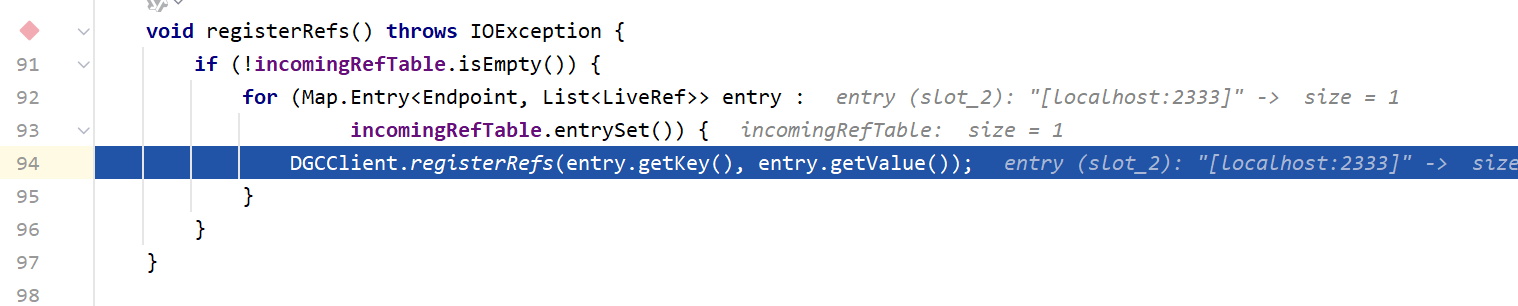 void registerRefs() throws IOException {
91 if (!incomingRefTable.isEmpty()) {
92 for (Map.Entry<Endpoint, List<LiveRef>> entry : entry (slot_2): "[localhost:2333]" -> size = 1
93 incomingRefTable.entrySet()) { incomingRefTable: size = 1
94 DGCClient.registerRefs(entry.getKey(), entry.getValue()); entry (slot_2): "[localhost:2333]" -> size
95 }
96 }
97 }
98